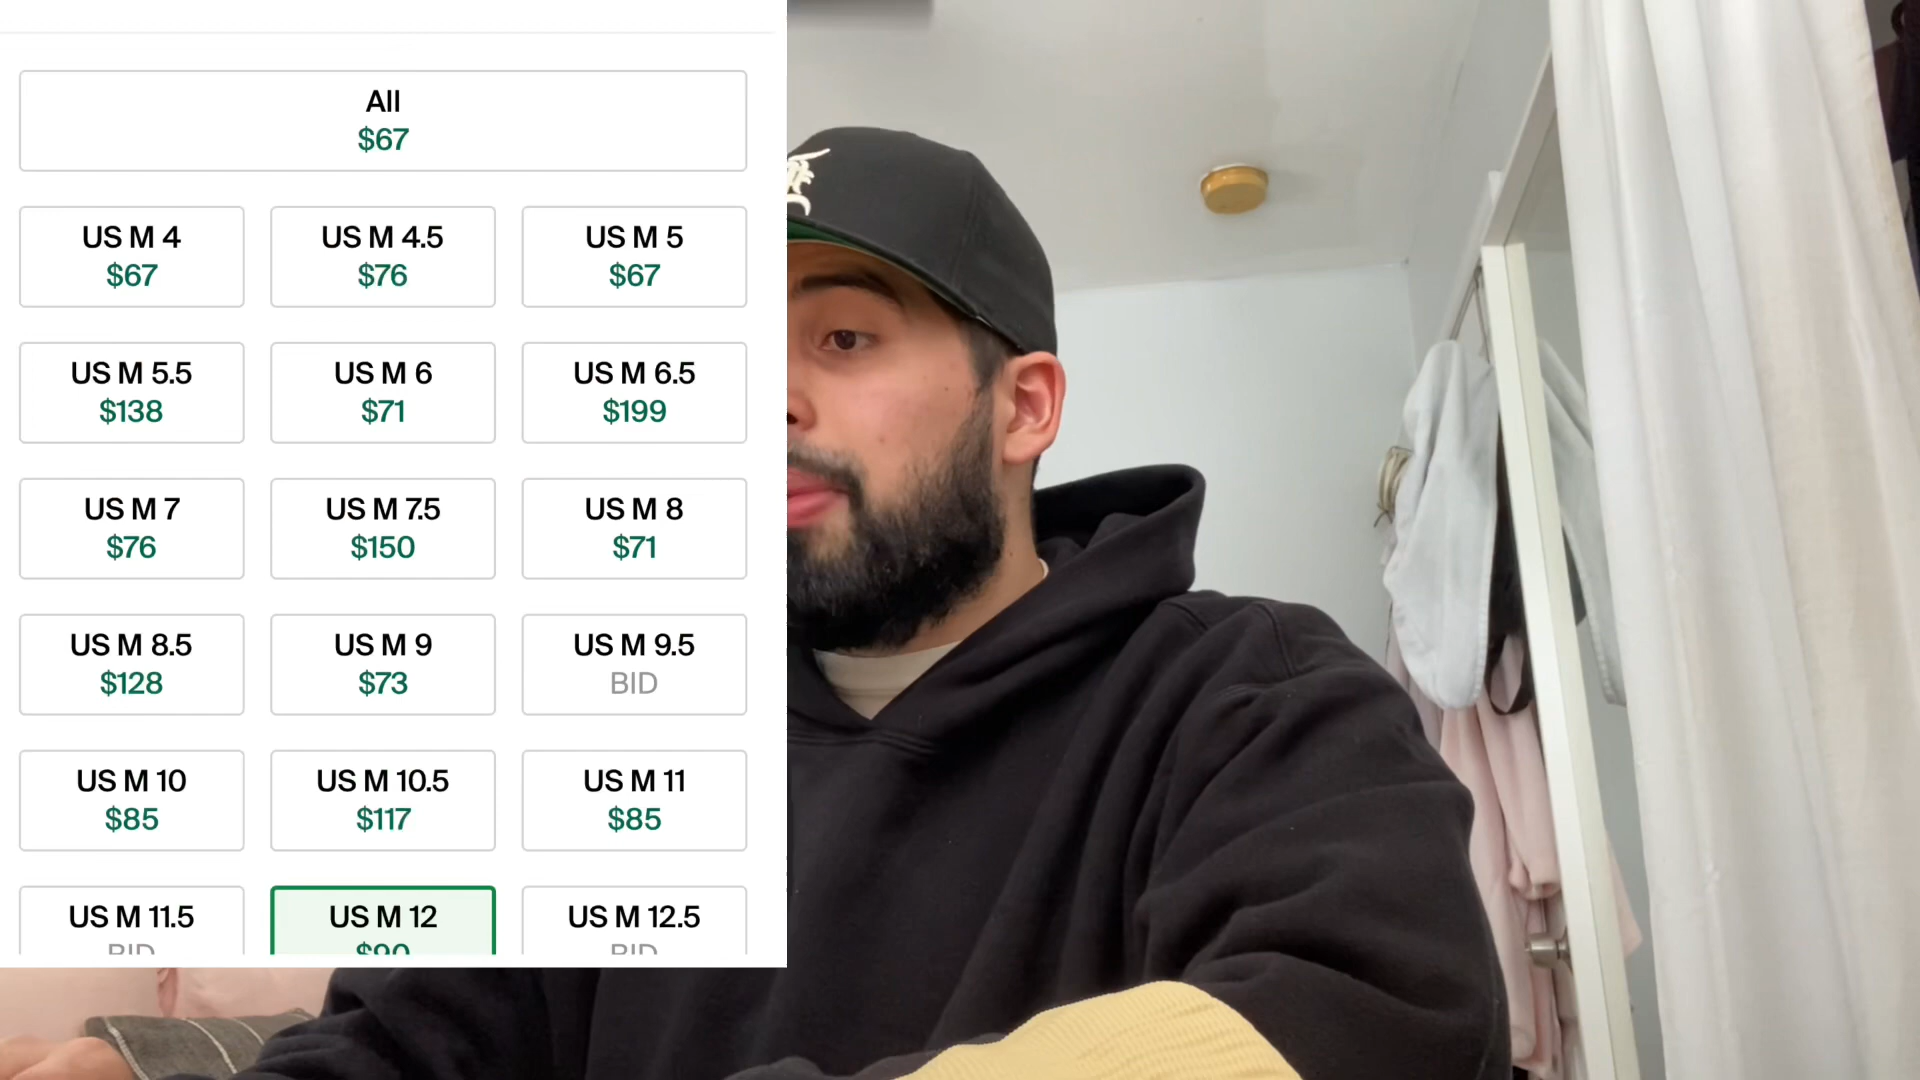 All
$67
US M 4
$67
US M 4.5
$76
US M 5
$67
US M 5.5
$138
US M 6
$71
US M 6.5
$199
US M 7
$76
US M 7.5
$150
US M 8
$71
US M 8.5
$128
US M 9
$73
US M 9.5
BID
US M 10
$85
US M 10.5
$117
US M 11
$85
US M 11.5
BID
US M 12
$90
US M 12.5
BID